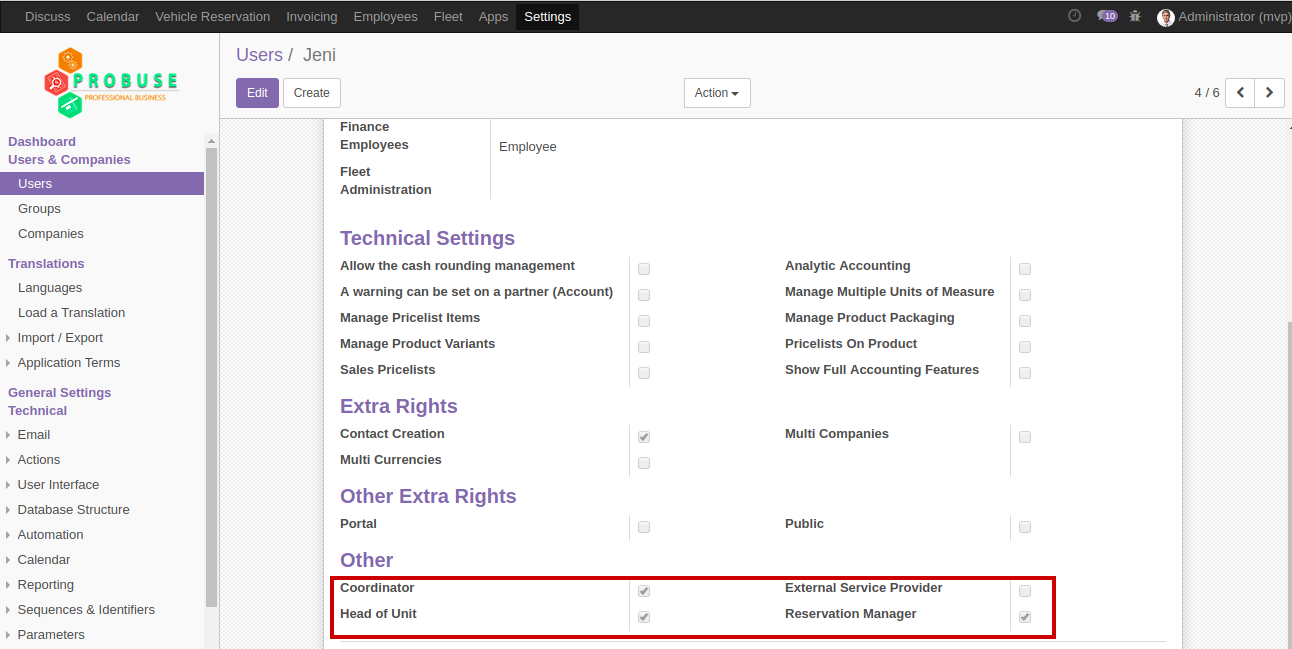 Discuss Calendar Vehicle Reservation Invoicing Employees Fleet Apps Settings 10 Administrator (mvp)
PROBUSE
PROFESSIONAL BUSINESS
Users / Jeni
Edit Create Action 4 / 6
Dashboard
Users & Companies
Users
Groups
Companies
Translations
Languages
Load a Translation
Import / Export
Application Terms
General Settings
Technical
Email
Actions
User Interface
Database Structure
Automation
Calendar
Reporting
Sequences & Identifiers
Parameters
Finance
Employees Employee
Fleet
Administration
Technical Settings
Allow the cash rounding management Analytic Accounting
A warning can be set on a partner (Account) Manage Multiple Units of Measure
Manage Pricelist Items Manage Product Packaging
Manage Product Variants Pricelists On Product
Sales Pricelists Show Full Accounting Features
Extra Rights
Contact Creation Multi Companies
Multi Currencies
Other Extra Rights
Portal Public
Other
Coordinator External Service Provider
Head of Unit Reservation Manager